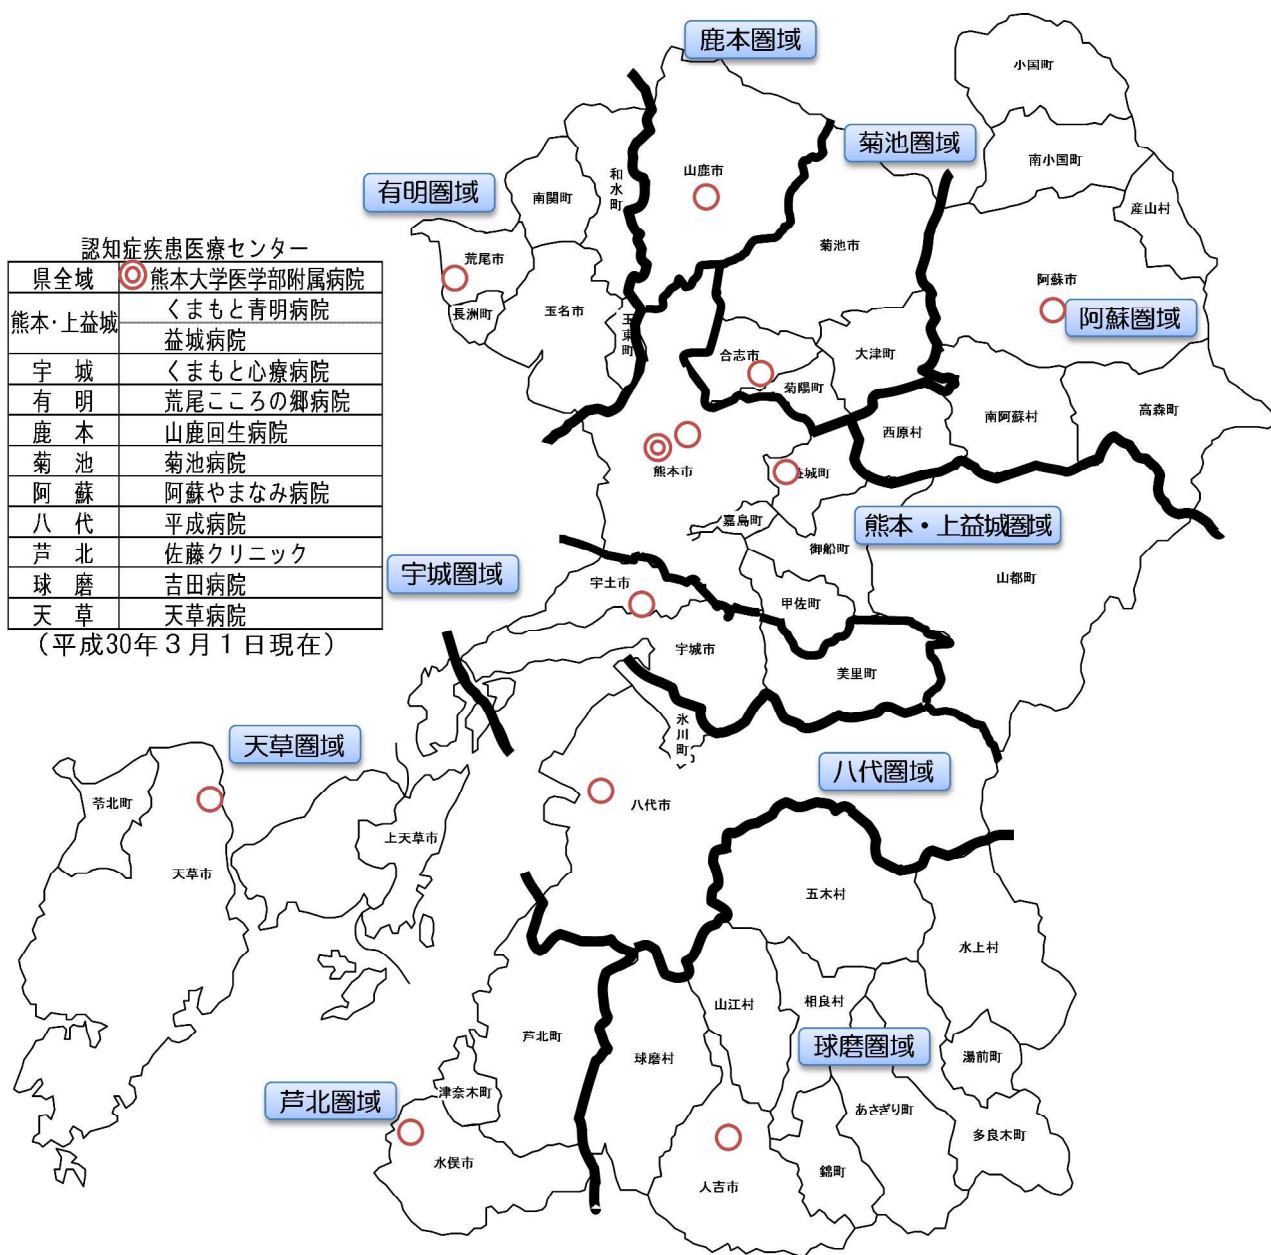 鹿本圏域
小国町
菊池圏域
南小国町
和水町
山鹿市
有明圏域
南関町
産山村
菊池市
荒尾市
阿蘇市
長洲町
玉名市
玉東町
阿蘇圏域
合志市
大津町
菊陽町
高森町
南阿蘇村
西原村
熊本市
益城町
嘉島町
熊本・上益城圏域
御船町
山都町
宇城圏域
宇土市
甲佐町
宇城市
美里町
氷川町
天草圏域
八代圏域
苓北町
八代市
上天草市
天草市
五木村
水上村
山江村
相良村
芦北町
球磨村
球磨圏域
湯前町
津奈木町
芦北圏域
あさぎり町
多良木町
水俣市
錦町
人吉市
認知症疾患医療センター
県全域 ◎熊本大学医学部附属病院
熊本・上益城 くまもと青明病院
益城病院
宇 城 くまもと心療病院
有 明 荒尾こころの郷病院
鹿 本 山鹿回生病院
菊 池 菊池病院
阿 蘇 阿蘇やまなみ病院
八 代 平成病院
芦 北 佐藤クリニック
球 磨 吉田病院
天 草 天草病院
(平成30年3月1日現在)